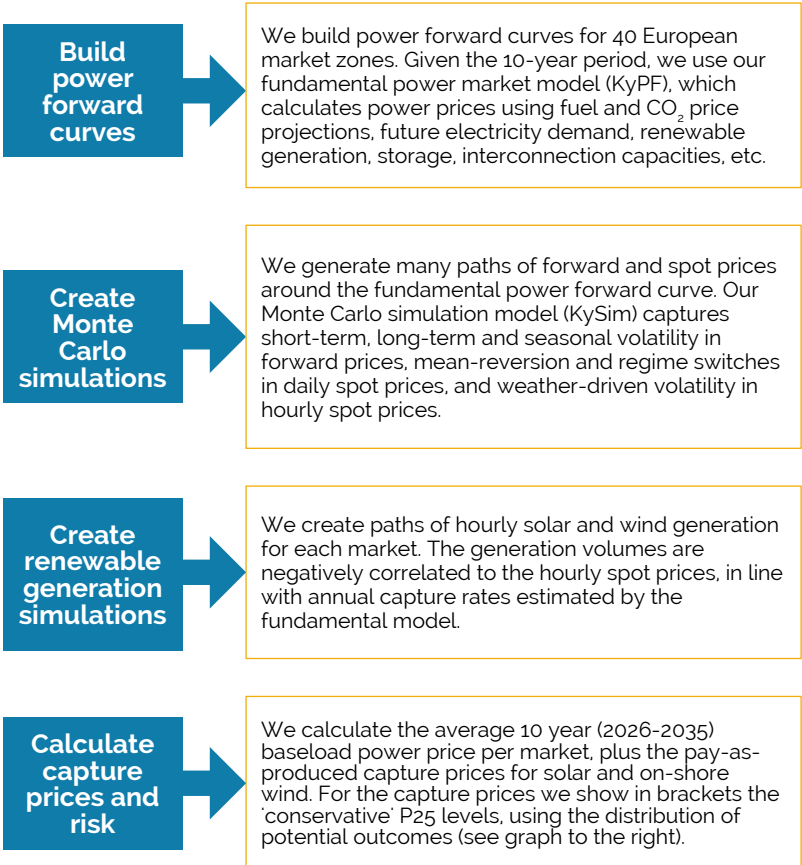 Build
power
forward
curves
We build power forward curves for 40 European
market zones. Given the 10-year period, we use our
fundamental power market model (KyPF), which
calculates power prices using fuel and CO₂ price
projections, future electricity demand, renewable
generation, storage, interconnection capacities, etc.
Create
Monte
Carlo
simulations
We generate many paths of forward and spot prices
around the fundamental power forward curve. Our
Monte Carlo simulation model (KySim) captures
short-term, long-term and seasonal volatility in
forward prices, mean-reversion and regime switches
in daily spot prices, and weather-driven volatility in
hourly spot prices.
Create
renewable
generation
simulations
We create paths of hourly solar and wind generation
for each market. The generation volumes are
negatively correlated to the hourly spot prices, in line
with annual capture rates estimated by the
fundamental model.
Calculate
capture
prices and
risk
We calculate the average 10 year (2026-2035)
baseload power price per market, plus the pay-as-
produced capture prices for solar and on-shore
wind. For the capture prices we show in brackets the
'conservative' P25 levels, using the distribution of
potential outcomes (see graph to the right).